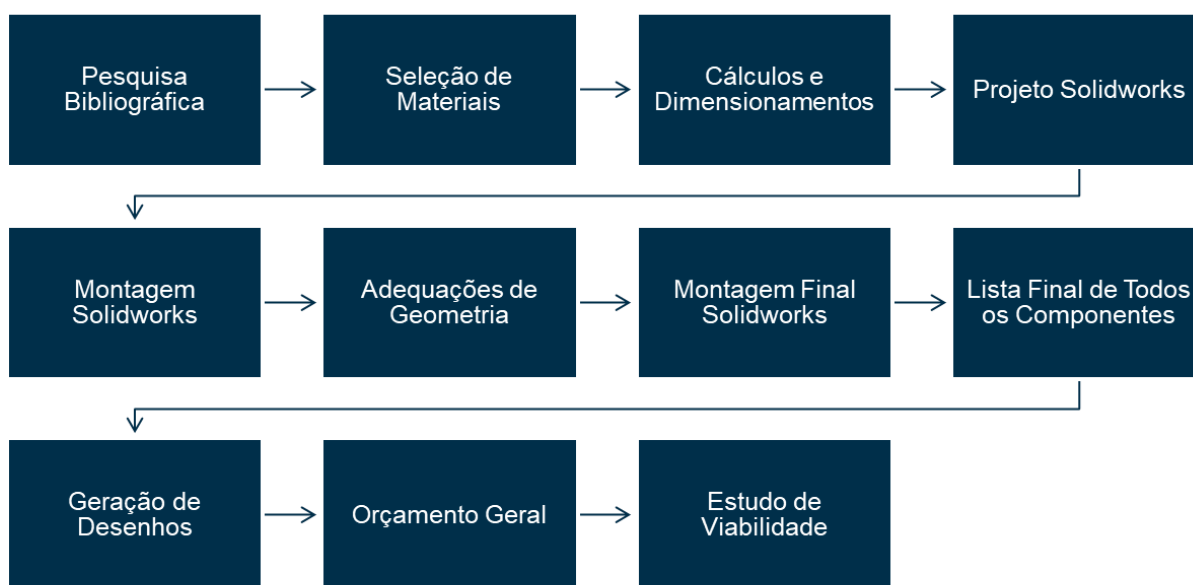 Pesquisa
Bibliográfica
Seleção de
Materiais
Cálculos e
Dimensionamentos
Projeto Solidworks
Montagem
Solidworks
Adequações de
Geometria
Montagem Final
Solidworks
Lista Final de Todos
os Componentes
Geração de
Desenhos
Orçamento Geral
Estudo de
Viabilidade